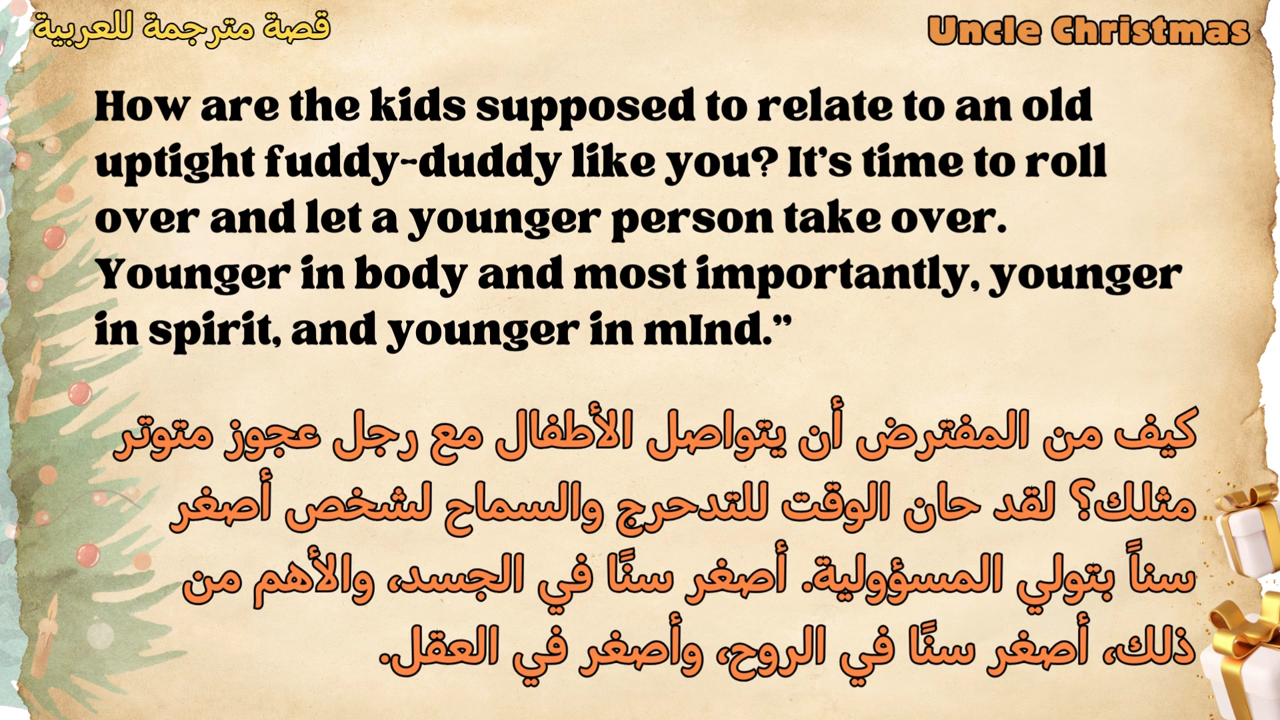 قصة مترجمة للعربية
Uncle Christmas
How are the kids supposed to relate to an old
uptight fuddy-duddy like you? It's time to roll
over and let a younger person take over.
Younger in body and most importantly, younger
in spirit, and younger in mInd.”
كيف من المفترض أن يتواصل الأطفال مع رجل عجوز متوتر
مثلك؟ لقد حان الوقت للتدحرج والسماح لشخص أصغر
سناً بتولي المسؤولية. أصغر سنًا في الجسد، والأهم من
ذلك، أصغر سنًا في الروح، وأصغر في العقل.